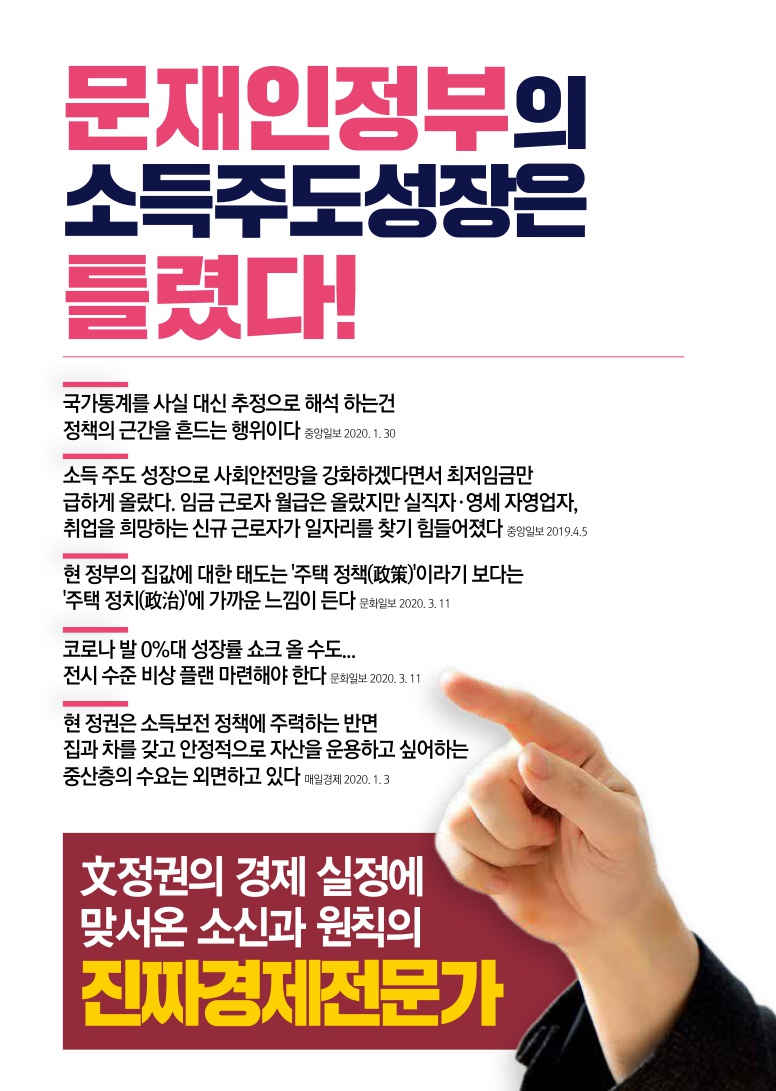 문재인정부의
소득주도성장은
틀렸다!
국가통계를 사실 대신 추정으로 해석 하는건
정책의 근간을 흔드는 행위이다 중앙일보 2020. 1. 30
소득 주도 성장으로 사회안전망을 강화하겠다면서 최저임금만
급하게 올랐다. 임금 근로자 월급은 올랐지만 실직자·영세 자영업자,
취업을 희망하는 신규 근로자가 일자리를 찾기 힘들어졌다 중앙일보 2019.4.5
현 정부의 집값에 대한 태도는 '주택 정책(政策)'이라기 보다는
'주택 정치(政治)'에 가까운 느낌이 든다 문화일보 2020. 3. 11
코로나 발 0%대 성장률 쇼크 올 수도...
전시 수준 비상 플랜 마련해야 한다 문화일보 2020. 3. 11
현 정권은 소득보전 정책에 주력하는 반면
집과 차를 갖고 안정적으로 자산을 운용하고 싶어하는
중산층의 수요는 외면하고 있다 매일경제 2020. 1. 3
文정권의 경제 실정에
맞서온 소신과 원칙의
진짜경제전문가